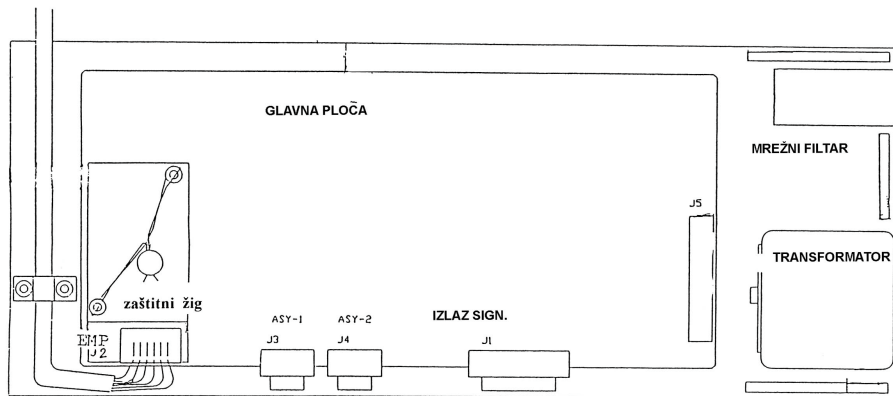 GLAVNA PLOČA
MREŽNI FILTAR
J5
TRANSFORMATOR
zaštitni žig
ASY-1
ASY-2
IZLAZ SIGN.
EMP
J2
J3
J4
J1